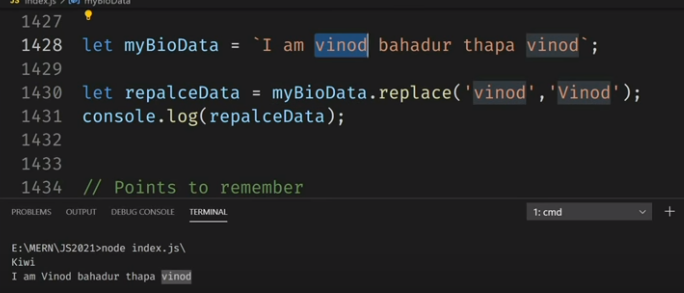 JS index.js > myBioData
1427
1428 let myBioData = `I am vinod bahadur thapa vinod`;
1429
1430 let repalceData = myBioData.replace('vinod','Vinod');
1431 console.log(repalceData);
1432
1433
1434 // Points to remember
PROBLEMS OUTPUT DEBUG CONSOLE TERMINAL 1: cmd
E:\MERN\JS2021>node index.js\
Kiwi
I am Vinod bahadur thapa vinod